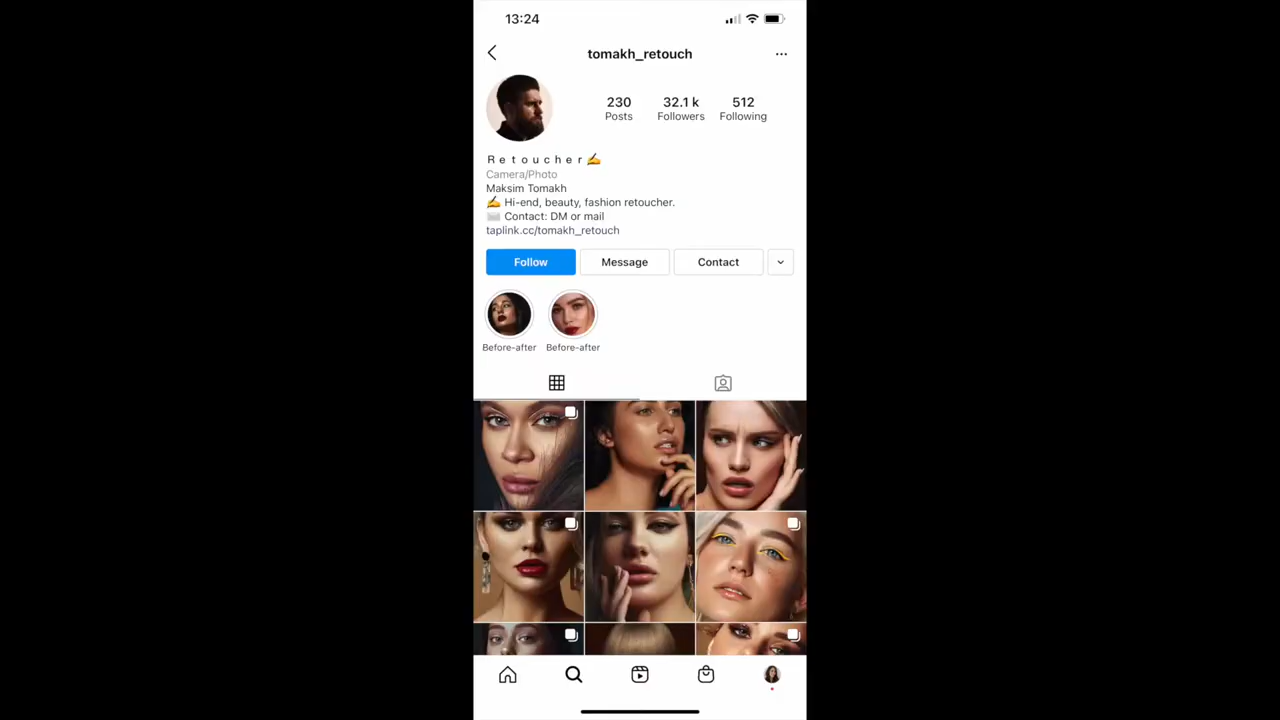 13:24
tomakh_retouch
230 32.1 k 512
Posts Followers Following
R e t o u c h e r ✍️
Camera/Photo
Maksim Tomakh
✍️ Hi-end, beauty, fashion retoucher.
✉️ Contact: DM or mail
taplink.cc/tomakh_retouch
Follow Message Contact
Before-after Before-after